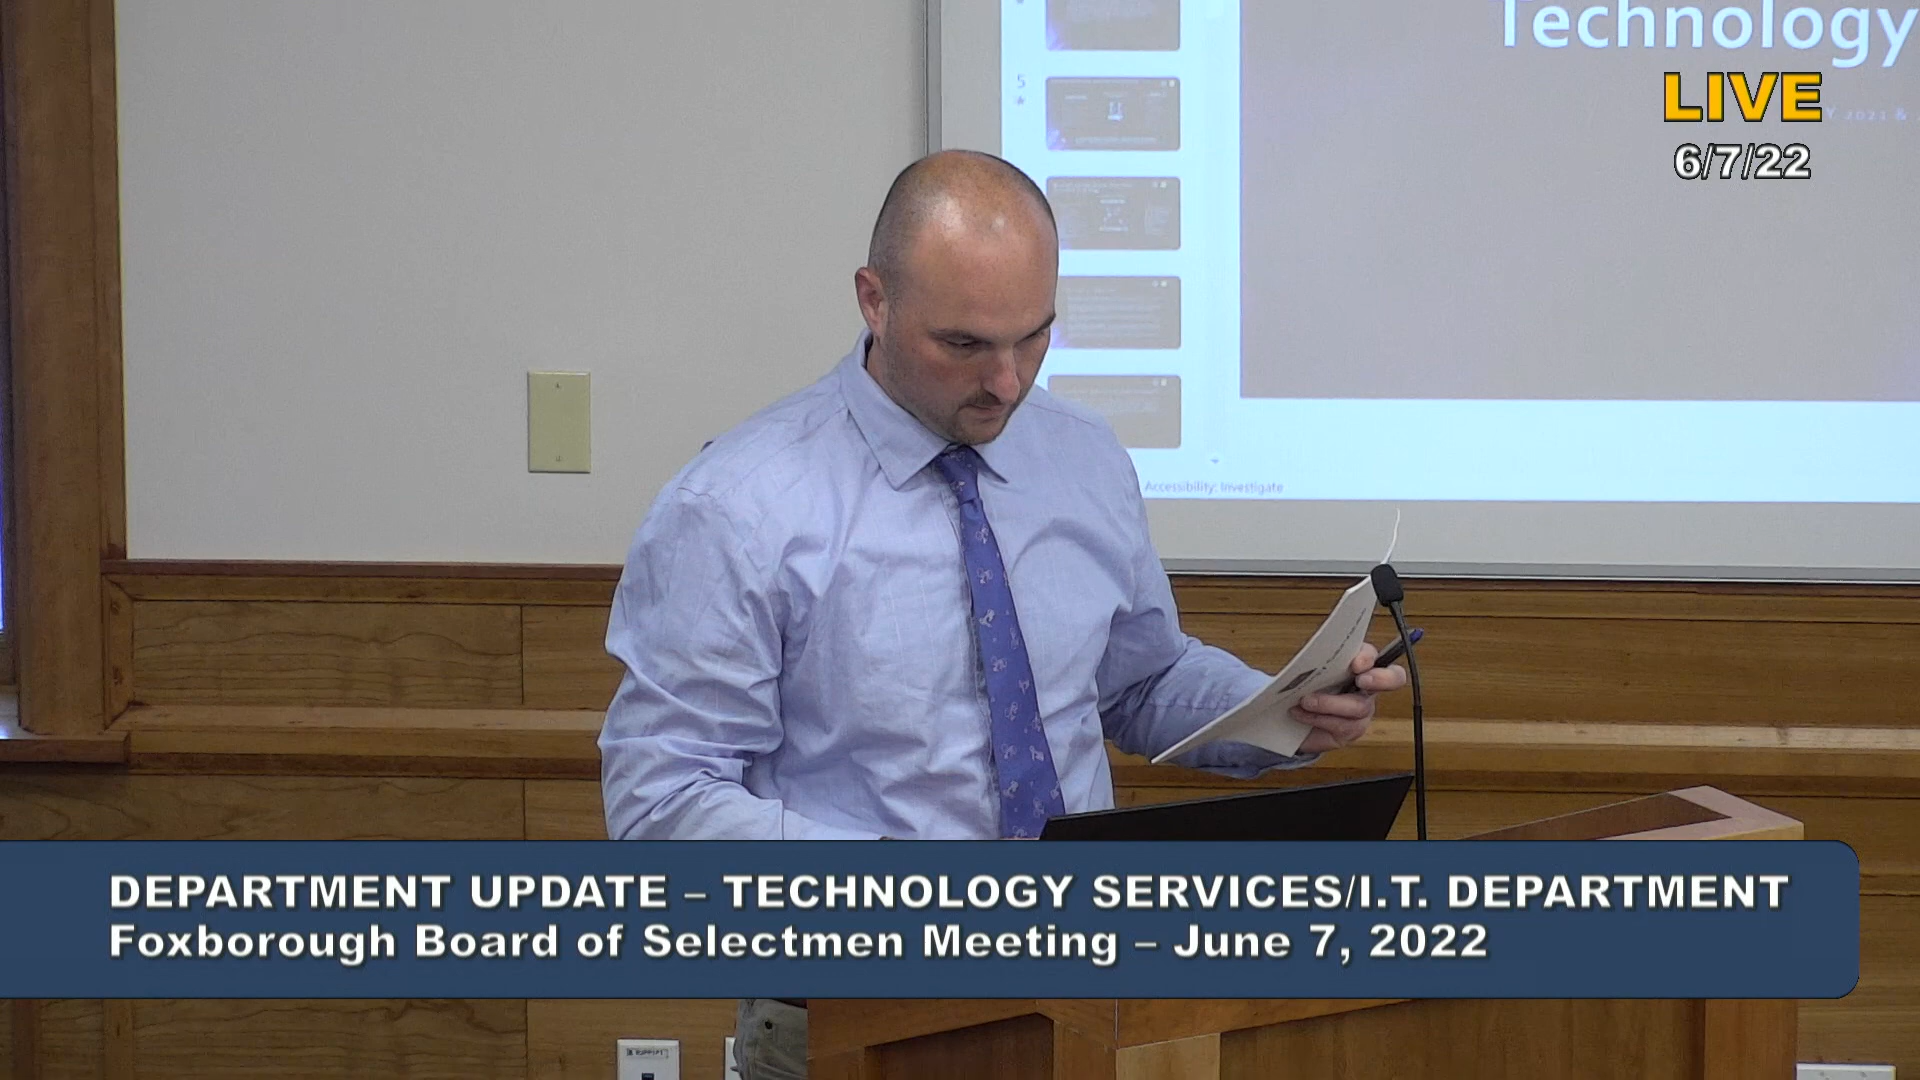 Technology
LIVE
6/7/22
5
Accessibility: Investigate
DEPARTMENT UPDATE – TECHNOLOGY SERVICES/I.T. DEPARTMENT
Foxborough Board of Selectmen Meeting – June 7, 2022